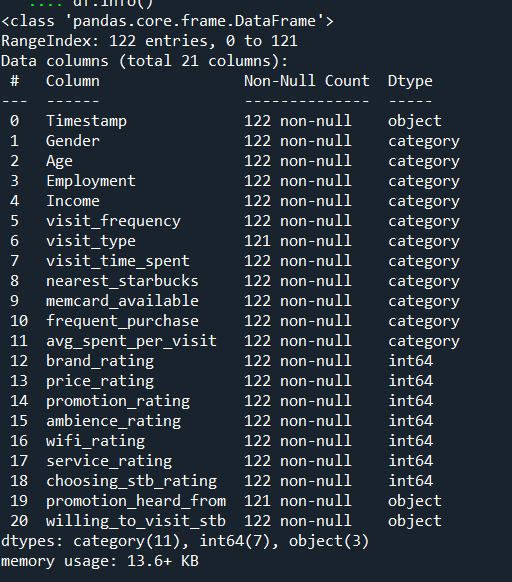 ...: df.info()
<class 'pandas.core.frame.DataFrame'>
RangeIndex: 122 entries, 0 to 121
Data columns (total 21 columns):
 #   Column               Non-Null Count  Dtype
---  ------               --------------  -----
 0   Timestamp            122 non-null    object
 1   Gender               122 non-null    category
 2   Age                  122 non-null    category
 3   Employment           122 non-null    category
 4   Income               122 non-null    category
 5   visit_frequency      122 non-null    category
 6   visit_type           121 non-null    category
 7   visit_time_spent     122 non-null    category
 8   nearest_starbucks    122 non-null    category
 9   memcard_available    122 non-null    category
 10  frequent_purchase    122 non-null    category
 11  avg_spent_per_visit  122 non-null    category
 12  brand_rating         122 non-null    int64
 13  price_rating         122 non-null    int64
 14  promotion_rating     122 non-null    int64
 15  ambience_rating      122 non-null    int64
 16  wifi_rating          122 non-null    int64
 17  service_rating       122 non-null    int64
 18  choosing_stb_rating  122 non-null    int64
 19  promotion_heard_from 121 non-null    object
 20  willing_to_visit_stb 122 non-null    object
dtypes: category(11), int64(7), object(3)
memory usage: 13.6+ KB